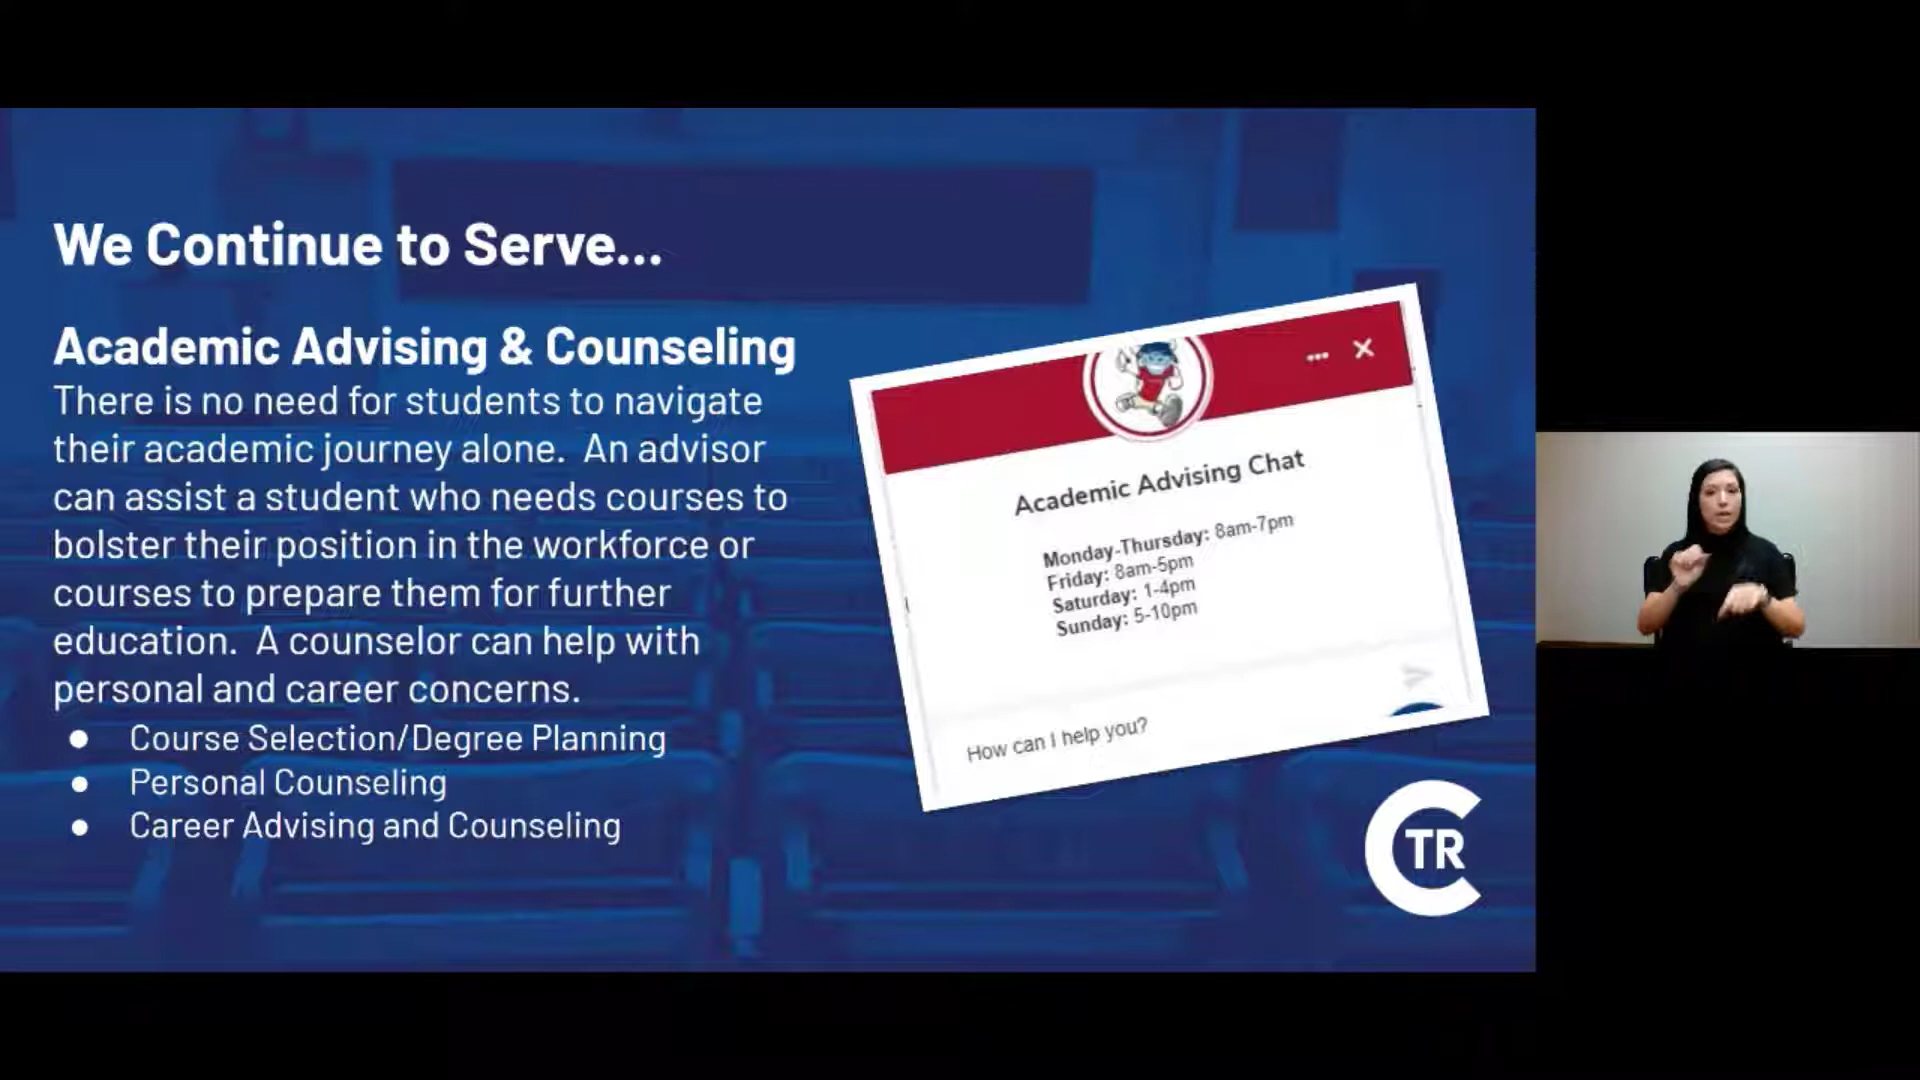 We Continue to Serve...
Academic Advising & Counseling
There is no need for students to navigate
their academic journey alone.  An advisor
can assist a student who needs courses to
bolster their position in the workforce or
courses to prepare them for further
education.  A counselor can help with
personal and career concerns.
● Course Selection/Degree Planning
● Personal Counseling
● Career Advising and Counseling
Academic Advising Chat
Monday-Thursday: 8am-7pm
Friday: 8am-5pm
Saturday: 1-4pm
Sunday: 5-10pm
How can I help you?
CTR